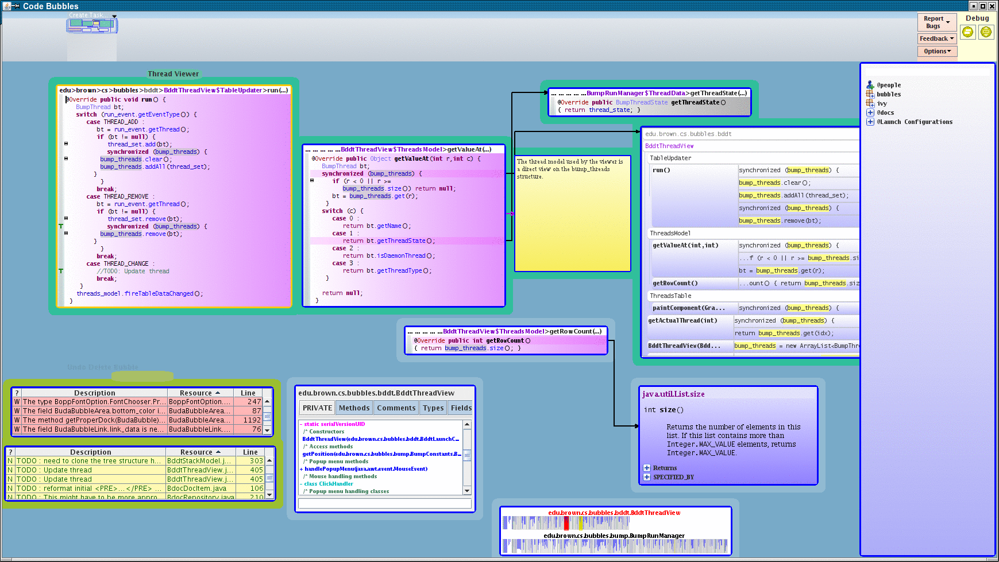 Code Bubbles
Create Task...
Report
Bugs
Feedback
Options
Debug
Thread Viewer
edu>brown>cs>bubbles>bddt>BddtThreadView$TableUpdater>run(...)
@Override public void run() {
BumpThread bt;
switch (run_event.getEventType()) {
case THREAD_ADD :
bt = run_event.getThread();
if (bt != null) {
thread_set.add(bt);
synchronized (bump_threads) {
bump_threads.clear();
bump_threads.addAll(thread_set);
}
}
break;
case THREAD_REMOVE :
bt = run_event.getThread();
if (bt != null) {
thread_set.remove(bt);
T synchronized (bump_threads) {
bump_threads.remove(bt);
}
}
break;
case THREAD_CHANGE :
T //TODO: Update thread
break;
}
threads_model.fireTableDataChanged();
}
... ... ... ... ...BddtThreadView$ThreadsModel>getValueAt(...)
@Override public Object getValueAt(int r,int c) {
BumpThread bt;
synchronized (bump_threads) {
if (r < 0 || r >=
bump_threads.size()) return null;
bt = bump_threads.get(r);
}
switch (c) {
case 0 :
return bt.getName();
case 1 :
return bt.getThreadState();
case 2 :
return bt.isDaemonThread();
case 3 :
return bt.getThreadType();
}
return null;
}
... ... ... ... ...BumpRunManager$ThreadData>getThreadState(...)
@Override public BumpThreadState getThreadState()
{ return thread_state; }
The thread model used by the viewer is
a direct view on the bump_threads
structure.
edu.brown.cs.bubbles.bddt
BddtThreadView
TableUpdater
run() synchronized (bump_threads) {
bump_threads.clear();
bump_threads.addAll(thread_set);
synchronized (bump_threads) {
bump_threads.remove(bt);
ThreadsModel
getValueAt(int,int) synchronized (bump_threads) {
...f (r < 0 || r >= bump_threads.si
bt = bump_threads.get(r);
getRowCount() ...ount() { return bump_threads.siz
ThreadsTable
paintComponent(Gra... synchronized (bump_threads) {
getActualThread(int) synchronized (bump_threads) {
return bump_threads.get(idx);
BddtThreadView(Bdd... bump_threads = new ArrayList<BumpThr
@people
bubbles
ivy
@docs
@Launch Configurations
... ... ... ... ...BddtThreadView$ThreadsModel>getRowCount(...)
@Override public int getRowCount()
{ return bump_threads.size(); }
Undo Delete Bubble
? Description Resource Line
W The type BoppFontOption.FontChooser.Pr... BoppFontOption.... 247
W The field BudaBubbleArea.bottom_color i... BudaBubbleArea... 87
W The method getProperDock(BudaBubble)... BudaBubbleArea... 1192
W The field BudaBubbleLink.link_data is ne... BudaBubbleLink.... 76
? Description Resource Line
N TODO : need to clone the tree structure h... BddtStackModel.j... 303
N TODO : Update thread BddtThreadView.j... 405
N TODO : Update thread BddtThreadView.j... 405
N TODO : reformat initial <PRE>...</PRE> ... BdocDocItem.java 106
N TODO : This might have to be more appro... BdocRepository.java 210
edu.brown.cs.bubbles.bddt.BddtThreadView
PRIVATE Methods Comments Types Fields
- static serialVersionUID
/* Constructors
BddtThreadView(edu.brown.cs.bubbles.bddt.BddtLaunchC...
/* Access methods
getPosition(edu.brown.cs.bubbles.bump.BumpConstants.B...
/* Popup menu methods
+ handlePopupMenu(java.awt.event.MouseEvent)
/* Mouse handling methods
- class ClickHandler
/* Popup menu handling classes
java.util.List.size
int size()
Returns the number of elements in this
list. If this list contains more than
Integer.MAX_VALUE elements, returns
Integer.MAX_VALUE.
Returns
SPECIFIED_BY
edu.brown.cs.bubbles.bddt.BddtThreadView
edu.brown.cs.bubbles.bump.BumpRunManager